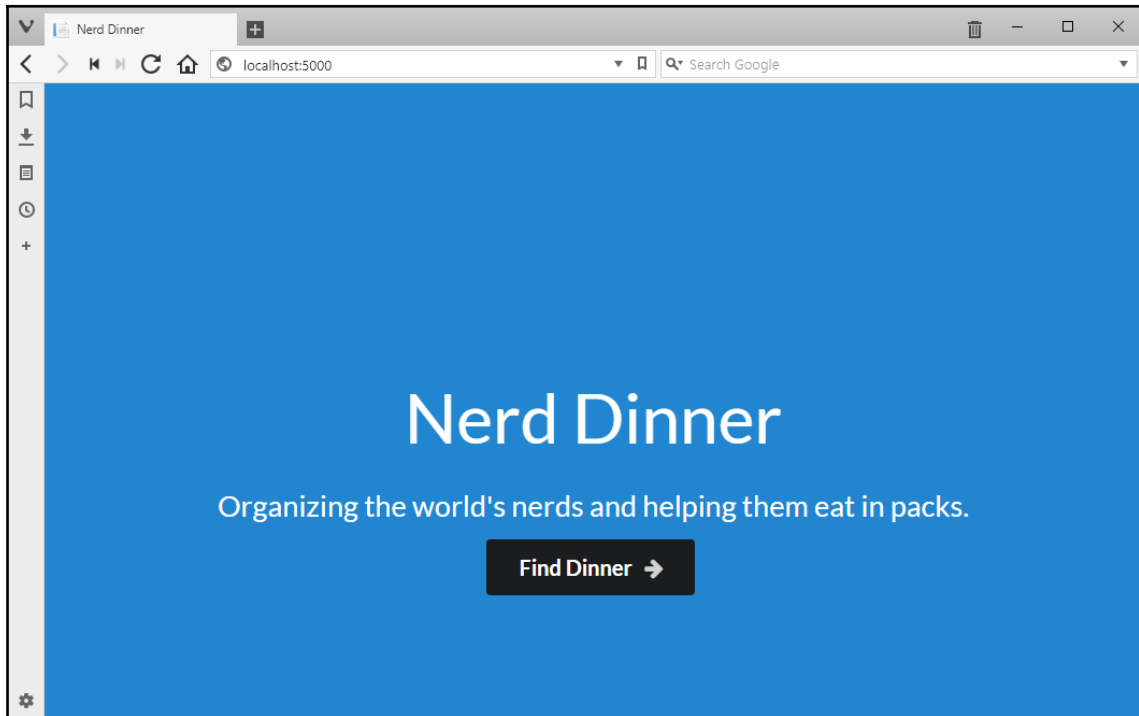 Nerd Dinner
localhost:5000
Search Google
Nerd Dinner
Organizing the world's nerds and helping them eat in packs.
Find Dinner